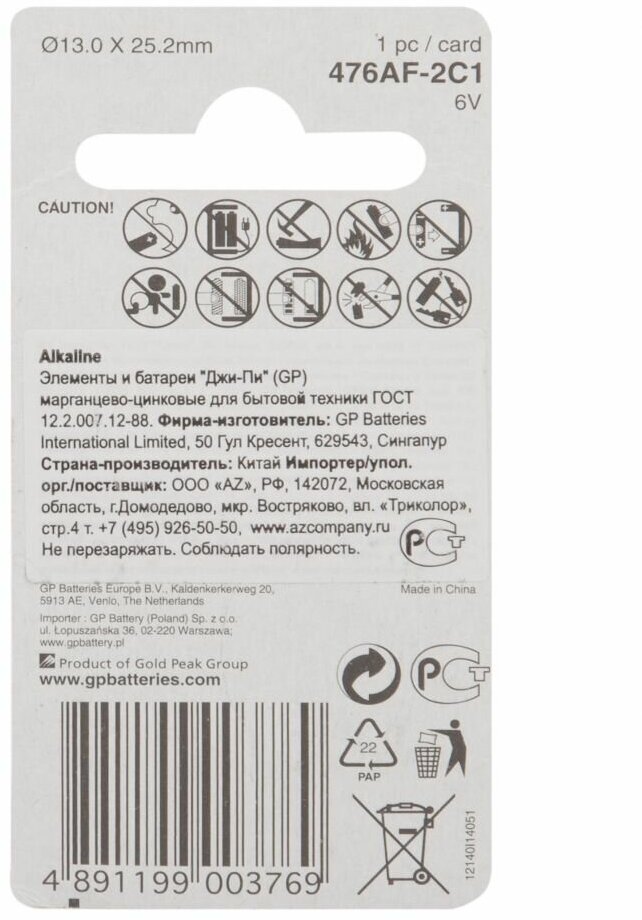 Ø13.0 X 25.2mm
1 pc / card
476AF-2C1
6V
CAUTION!
Alkaline
Элементы и батареи "Джи-Пи" (GP)
марганцево-цинковые для бытовой техники ГОСТ
12.2.007.12-88. Фирма-изготовитель: GP Batteries
International Limited, 50 Гул Кресент, 629543, Сингапур
Страна-производитель: Китай Импортер/упол.
орг./поставщик: ООО «AZ», РФ, 142072, Московская
область, г.Домодедово, мкр. Востряково, вл. «Триколор»,
стр.4 т. +7 (495) 926-50-50, www.azcompany.ru
Не перезаряжать. Соблюдать полярность.
РСТ
GP Batteries Europe B.V., Kaldenkerkerweg 20,
5913 AE, Venlo, The Netherlands
Made in China
Importer : GP Battery (Poland) Sp. z o.o.
ul. Łopuszańska 36, 02-220 Warszawa;
www.gpbattery.pl
Product of Gold Peak Group
www.gpbatteries.com
РСТ
22
PAP
12140I14051
4 891199 003769